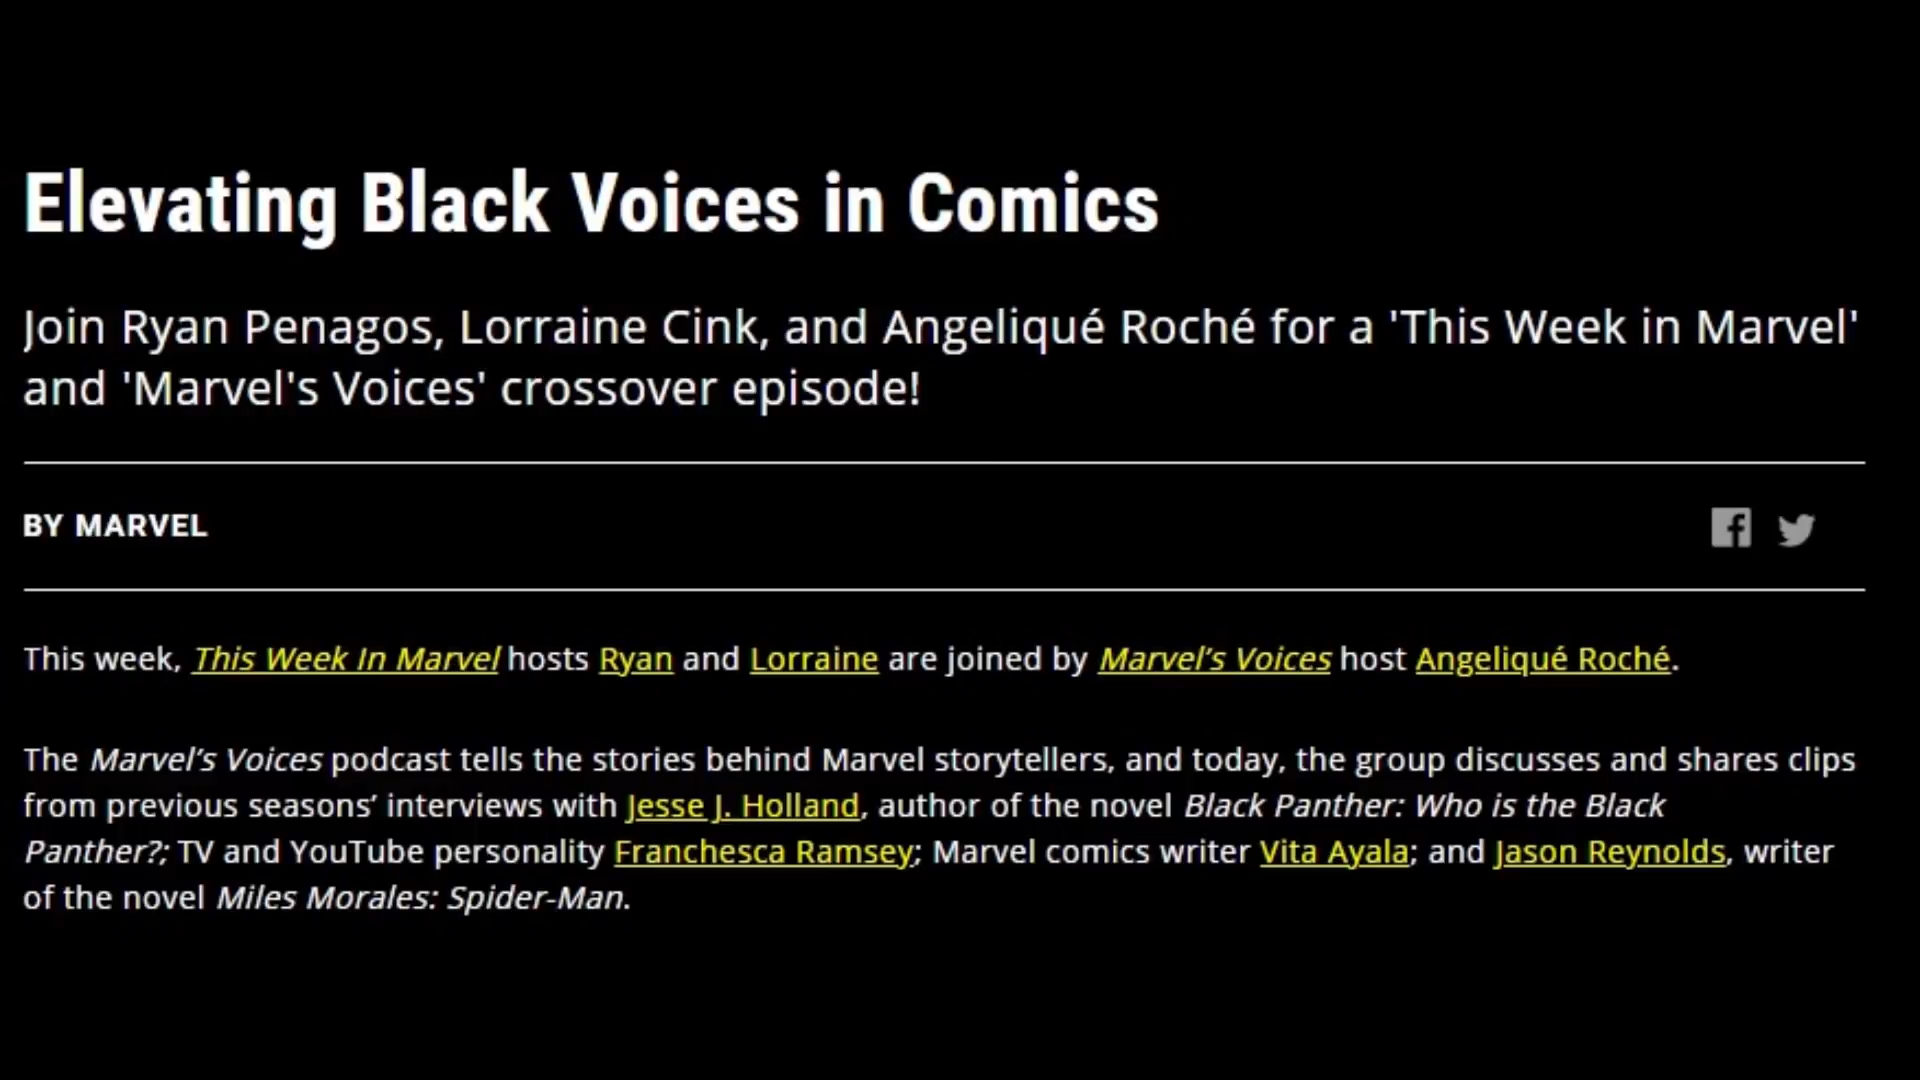 Elevating Black Voices in Comics
Join Ryan Penagos, Lorraine Cink, and Angeliqué Roché for a 'This Week in Marvel'
and 'Marvel's Voices' crossover episode!
BY MARVEL
This week, This Week In Marvel hosts Ryan and Lorraine are joined by Marvel’s Voices host Angeliqué Roché.
The Marvel’s Voices podcast tells the stories behind Marvel storytellers, and today, the group discusses and shares clips
from previous seasons’ interviews with Jesse J. Holland, author of the novel Black Panther: Who is the Black
Panther?; TV and YouTube personality Franchesca Ramsey; Marvel comics writer Vita Ayala; and Jason Reynolds, writer
of the novel Miles Morales: Spider-Man.